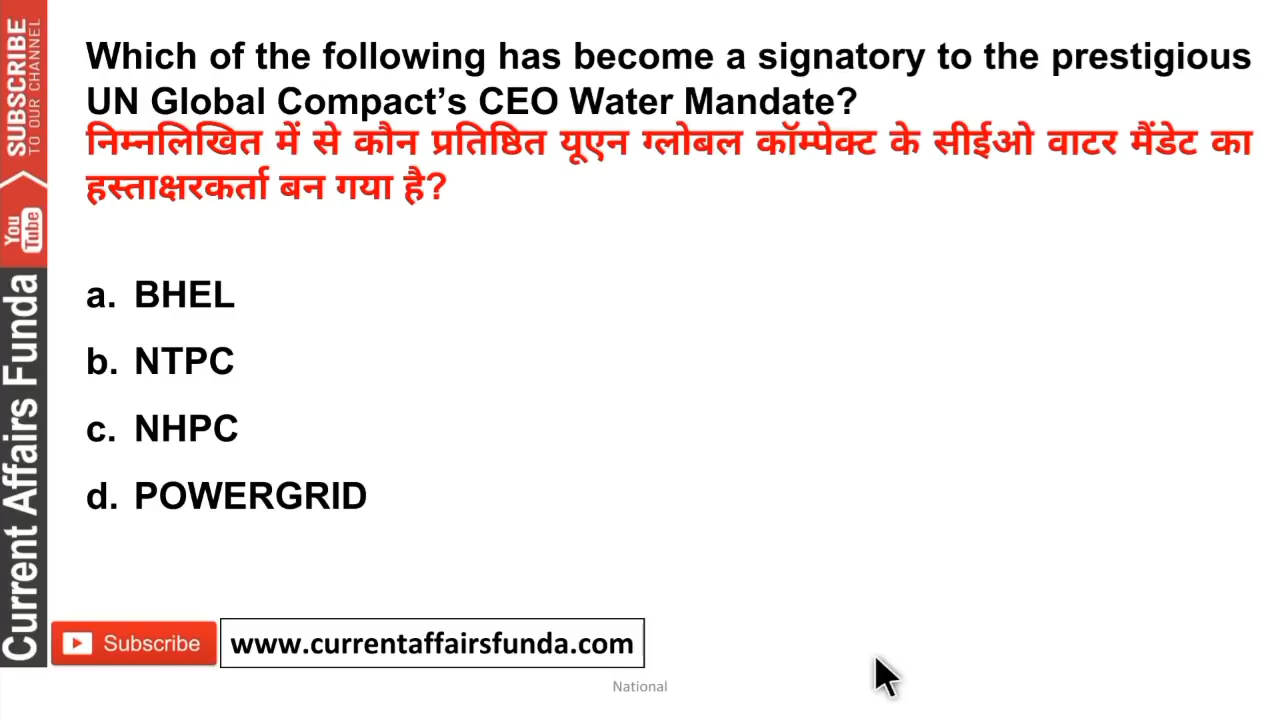 Which of the following has become a signatory to the prestigious
UN Global Compact’s CEO Water Mandate?
निम्नलिखित में से कौन प्रतिष्ठित यूएन ग्लोबल कॉम्पेक्ट के सीईओ वाटर मैंडेट का
हस्ताक्षरकर्ता बन गया है?
a. BHEL
b. NTPC
c. NHPC
d. POWERGRID
SUBSCRIBE
TO OUR CHANNEL
You
Tube
Current Affairs Funda
Subscribe
www.currentaffairsfunda.com
National